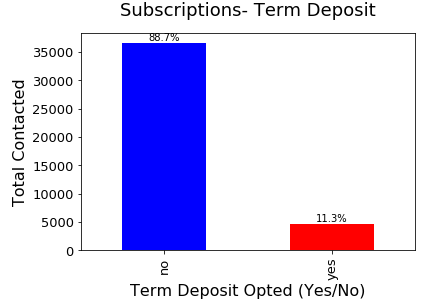 Subscriptions- Term Deposit
88.7%
11.3%
35000
30000
25000
20000
15000
10000
5000
0
Total Contacted
no
yes
Term Deposit Opted (Yes/No)